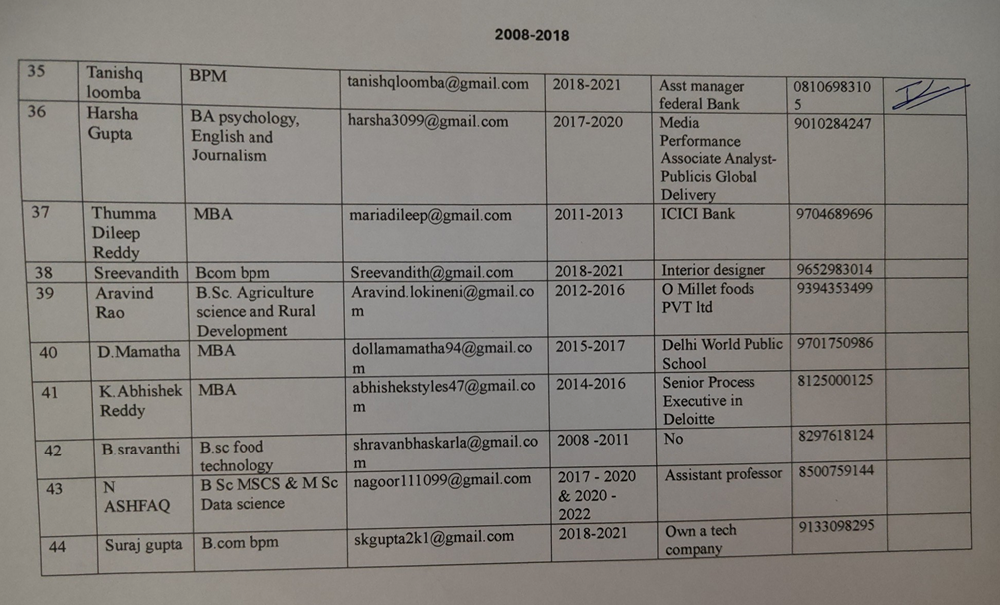 2008-2018
35 Tanishq loomba BPM tanishqloomba@gmail.com 2018-2021 Asst manager federal Bank 08106983105
36 Harsha Gupta BA psychology, English and Journalism harsha3099@gmail.com 2017-2020 Media Performance Associate Analyst-Publicis Global Delivery 9010284247
37 Thumma Dileep Reddy MBA mariadileep@gmail.com 2011-2013 ICICI Bank 9704689696
38 Sreevandith Bcom bpm Sreevandith@gmail.com 2018-2021 Interior designer 9652983014
39 Aravind Rao B.Sc. Agriculture science and Rural Development Aravind.lokineni@gmail.com 2012-2016 O Millet foods PVT ltd 9394353499
40 D.Mamatha MBA dollamamatha94@gmail.com 2015-2017 Delhi World Public School 9701750986
41 K.Abhishek Reddy MBA abhishekstyles47@gmail.com 2014-2016 Senior Process Executive in Deloitte 8125000125
42 B.sravanthi B.sc food technology shravanbhaskarla@gmail.com 2008 -2011 No 8297618124
43 N ASHFAQ B Sc MSCS & M Sc Data science nagoor111099@gmail.com 2017 - 2020 & 2020 - 2022 Assistant professor 8500759144
44 Suraj gupta B.com bpm skgupta2k1@gmail.com 2018-2021 Own a tech company 9133098295